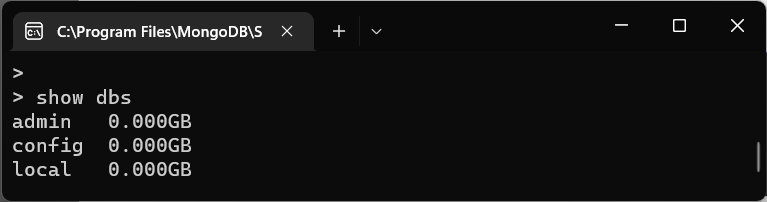 C:\Program Files\MongoDB\S
>
> show dbs
admin   0.000GB
config  0.000GB
local   0.000GB